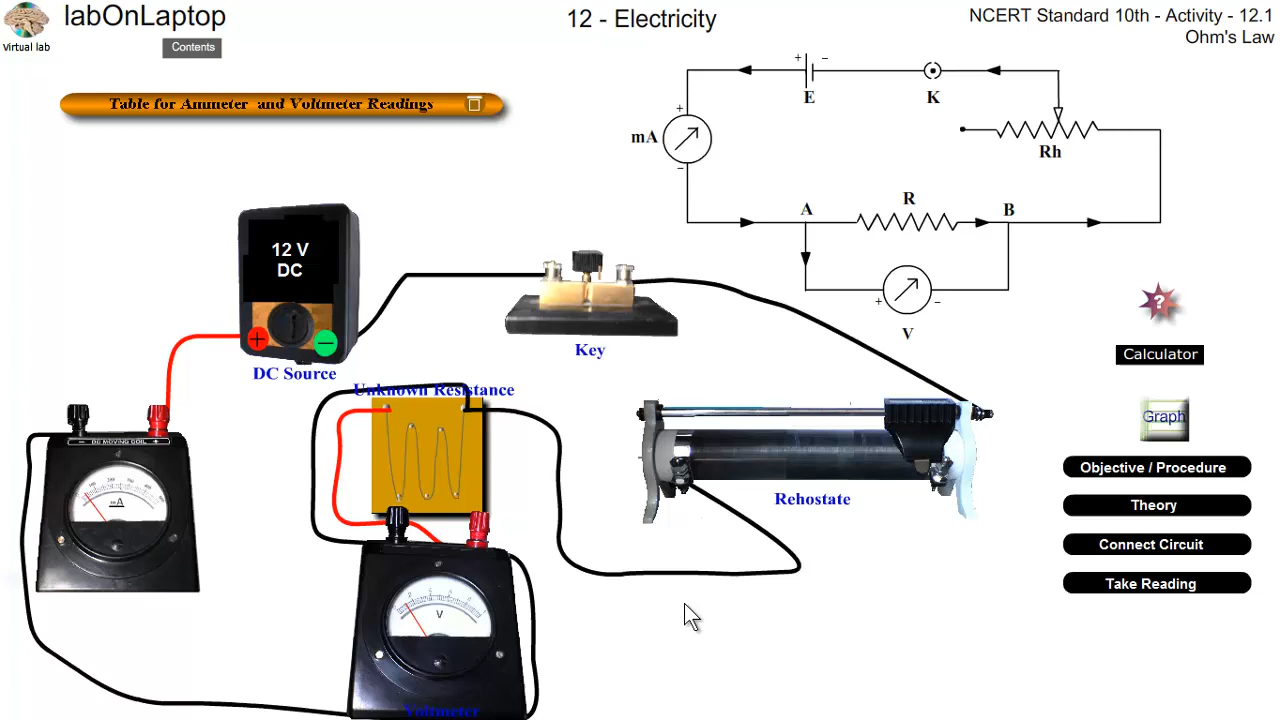 labOnLaptop
virtual lab
Contents
12 - Electricity
NCERT Standard 10th - Activity - 12.1
Ohm's Law
Table for Ammeter and Voltmeter Readings
+ −
E
K
+
mA
−
Rh
A
R
B
+ −
V
12 V
DC
+ −
DC Source
Key
Unknown Resistance
− DC MOVING COIL +
mA
V
Voltmeter
Rehostate
?
Calculator
Graph
Objective / Procedure
Theory
Connect Circuit
Take Reading